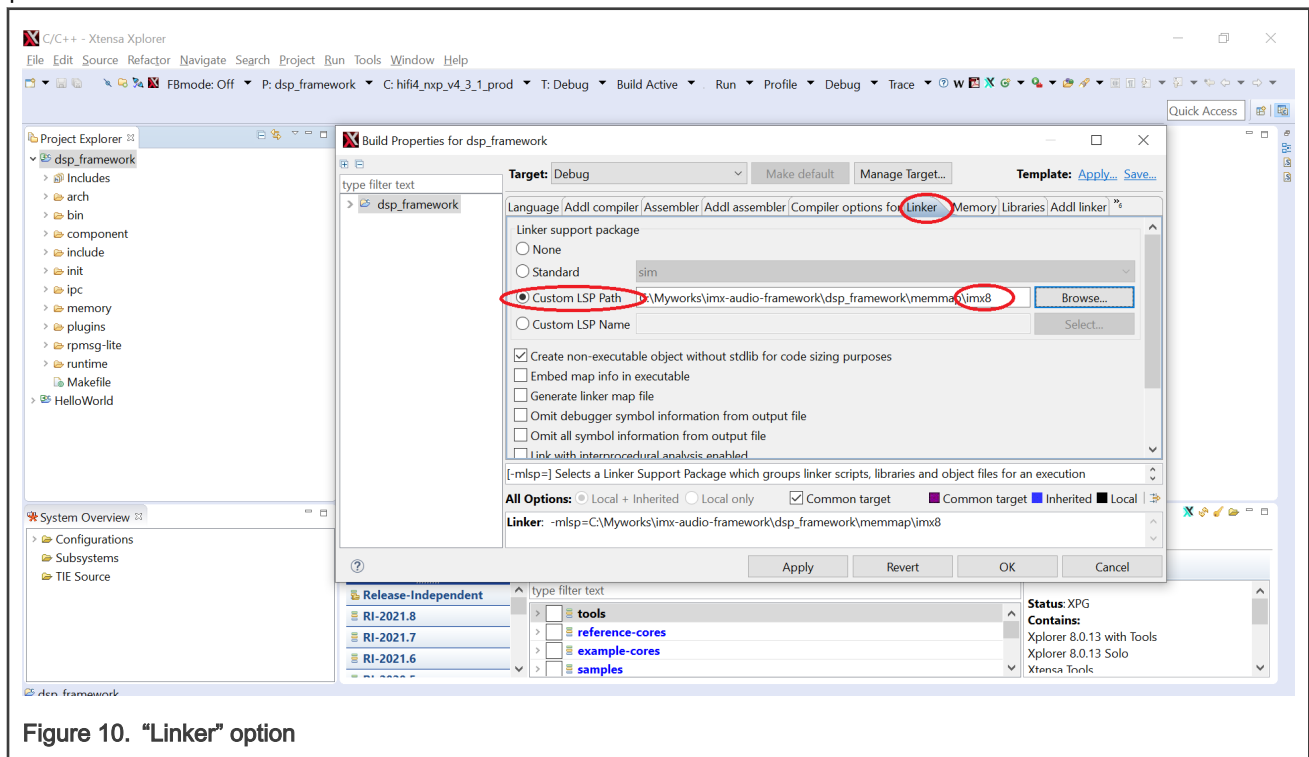 C/C++ - Xtensa Xplorer
File Edit Source Refactor Navigate Search Project Run Tools Window Help
FBmode: Off P: dsp_framework C: hifi4_nxp_v4_3_1_prod T: Debug Build Active Run Profile Debug Trace
Quick Access
Project Explorer
dsp_framework
Includes
arch
bin
component
include
init
ipc
memory
plugins
rpmsg-lite
runtime
Makefile
HelloWorld
System Overview
Configurations
Subsystems
TIE Source
dsp_framework
Build Properties for dsp_framework
type filter text
dsp_framework
Target: Debug Make default Manage Target... Template: Apply... Save...
Language Addl compiler Assembler Addl assembler Compiler options for Linker Memory Libraries Addl linker »6
Linker support package
None
Standard sim
Custom LSP Path C:\Myworks\imx-audio-framework\dsp_framework\memmap\imx8 Browse...
Custom LSP Name Select...
Create non-executable object without stdlib for code sizing purposes
Embed map info in executable
Generate linker map file
Omit debugger symbol information from output file
Omit all symbol information from output file
Link with interprocedural analysis enabled
[-mlsp=] Selects a Linker Support Package which groups linker scripts, libraries and object files for an execution
All Options: Local + Inherited Local only Common target Common target Inherited Local
Linker: -mlsp=C:\Myworks\imx-audio-framework\dsp_framework\memmap\imx8
Apply Revert OK Cancel
Release-Independent
RI-2021.8
RI-2021.7
RI-2021.6
type filter text
tools
reference-cores
example-cores
samples
Status: XPG
Contains:
Xplorer 8.0.13 with Tools
Xplorer 8.0.13 Solo
Xtensa Tools
Figure 10. “Linker” option